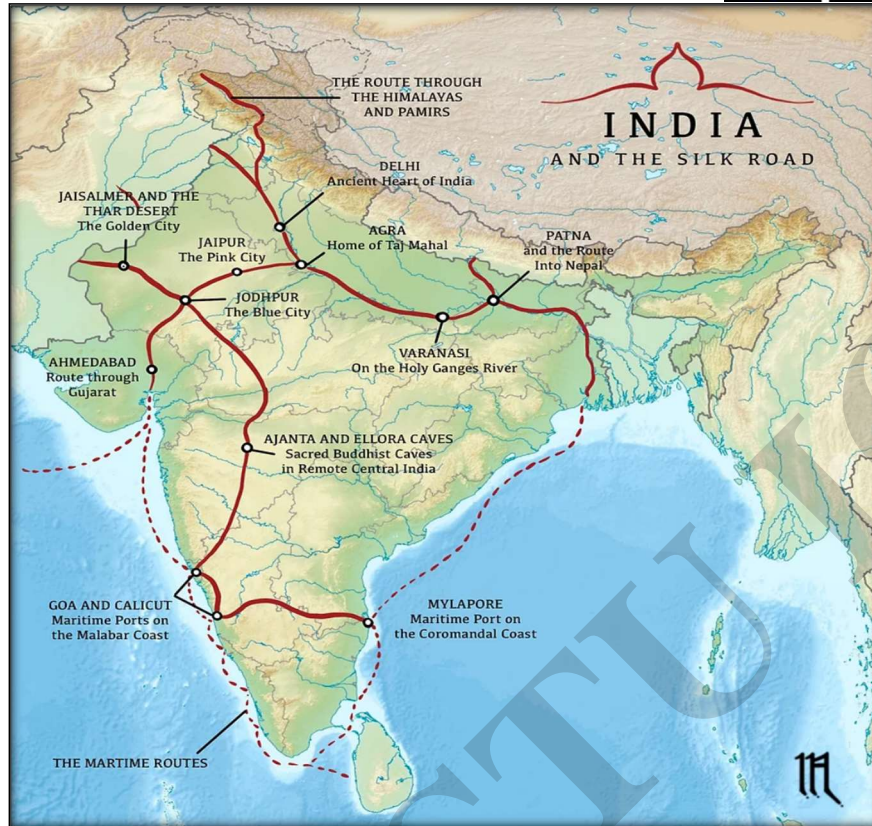 THE ROUTE THROUGH
THE HIMALAYAS
AND PAMIRS
INDIA
AND THE SILK ROAD
DELHI
Ancient Heart of India
JAISALMER AND THE
THAR DESERT
The Golden City
JAIPUR
The Pink City
AGRA
Home of Taj Mahal
PATNA
and the Route
Into Nepal
JODHPUR
The Blue City
AHMEDABAD
Route through
Gujarat
VARANASI
On the Holy Ganges River
AJANTA AND ELLORA CAVES
Sacred Buddhist Caves
in Remote Central India
GOA AND CALICUT
Maritime Ports on
the Malabar Coast
MYLAPORE
Maritime Port on
the Coromandal Coast
THE MARTIME ROUTES